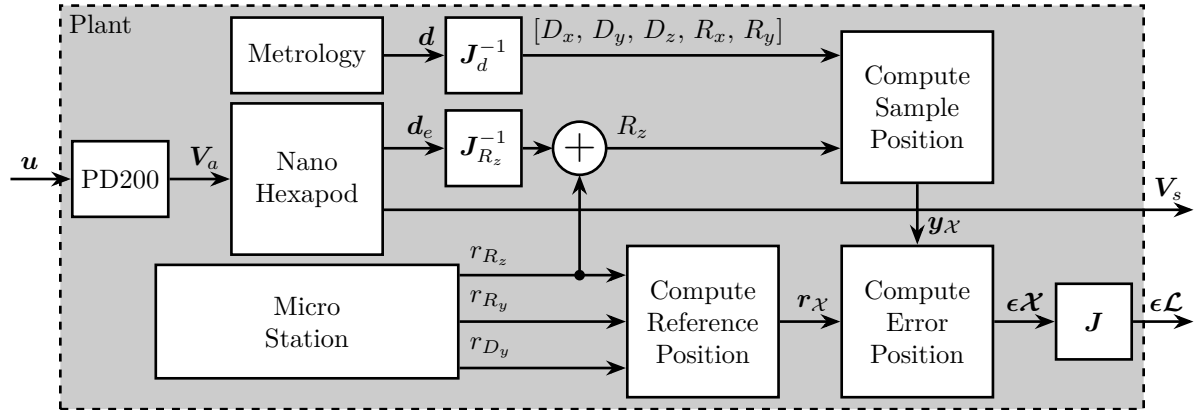 Plant
Metrology
d
J_d^{-1}
[D_x, D_y, D_z, R_x, R_y]
Compute
Sample
Position
u
PD200
V_a
Nano
Hexapod
d_e
J_{R_z}^{-1}
+
R_z
V_s
y_𝒳
Micro
Station
r_{R_z}
r_{R_y}
r_{D_y}
Compute
Reference
Position
r_𝒳
Compute
Error
Position
ϵ𝒳
J
ϵℒ